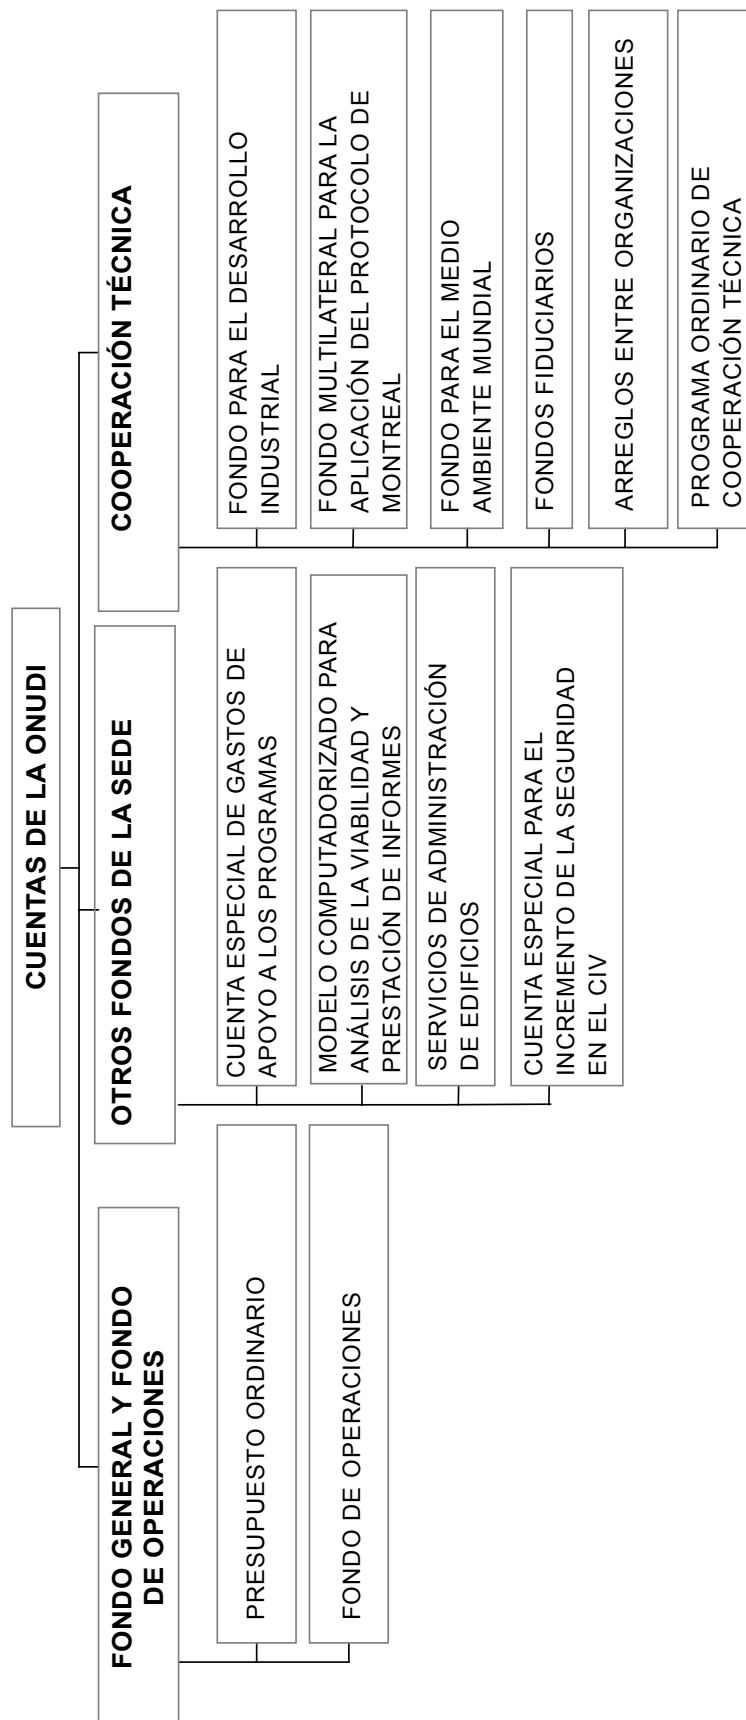 CUENTAS DE LA ONUDI
FONDO GENERAL Y FONDO
DE OPERACIONES
PRESUPUESTO ORDINARIO
FONDO DE OPERACIONES
OTROS FONDOS DE LA SEDE
CUENTA ESPECIAL DE GASTOS DE
APOYO A LOS PROGRAMAS
MODELO COMPUTADORIZADO PARA
ANÁLISIS DE LA VIABILIDAD Y
PRESTACIÓN DE INFORMES
SERVICIOS DE ADMINISTRACIÓN
DE EDIFICIOS
CUENTA ESPECIAL PARA EL
INCREMENTO DE LA SEGURIDAD
EN EL CIV
COOPERACIÓN TÉCNICA
FONDO PARA EL DESARROLLO
INDUSTRIAL
FONDO MULTILATERAL PARA LA
APLICACIÓN DEL PROTOCOLO DE
MONTREAL
FONDO PARA EL MEDIO
AMBIENTE MUNDIAL
FONDOS FIDUCIARIOS
ARREGLOS ENTRE ORGANIZACIONES
PROGRAMA ORDINARIO DE
COOPERACIÓN TÉCNICA